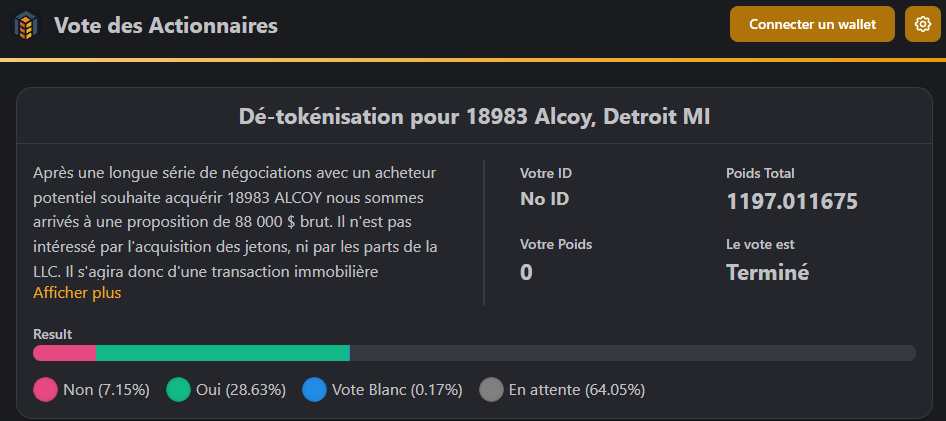 Vote des Actionnaires
Connecter un wallet
Dé-tokénisation pour 18983 Alcoy, Detroit MI
Après une longue série de négociations avec un acheteur
potentiel souhaite acquérir 18983 ALCOY nous sommes
arrivés à une proposition de 88 000 $ brut. Il n'est pas
intéressé par l'acquisition des jetons, ni par les parts de la
LLC. Il s'agira donc d'une transaction immobilière
Afficher plus
Votre ID
No ID
Poids Total
1197.011675
Votre Poids
0
Le vote est
Terminé
Result
Non (7.15%)
Oui (28.63%)
Vote Blanc (0.17%)
En attente (64.05%)